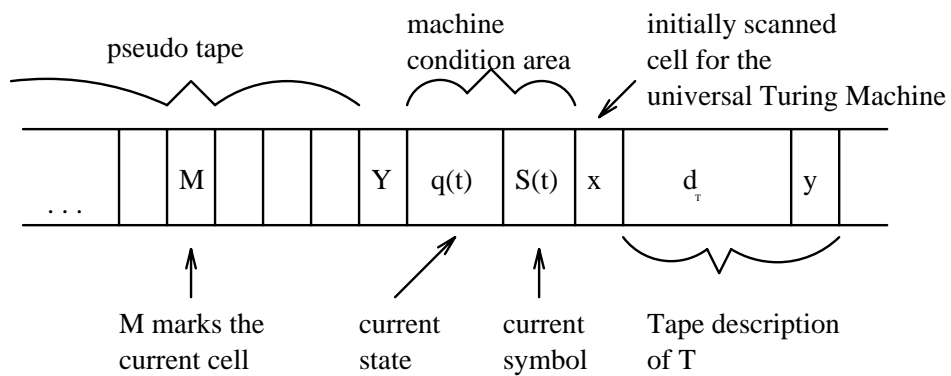 pseudo tape
machine
condition area
initially scanned
cell for the
universal Turing Machine
. . . M Y q(t) S(t) x d_T y
M marks the
current cell
current
state
current
symbol
Tape description
of T